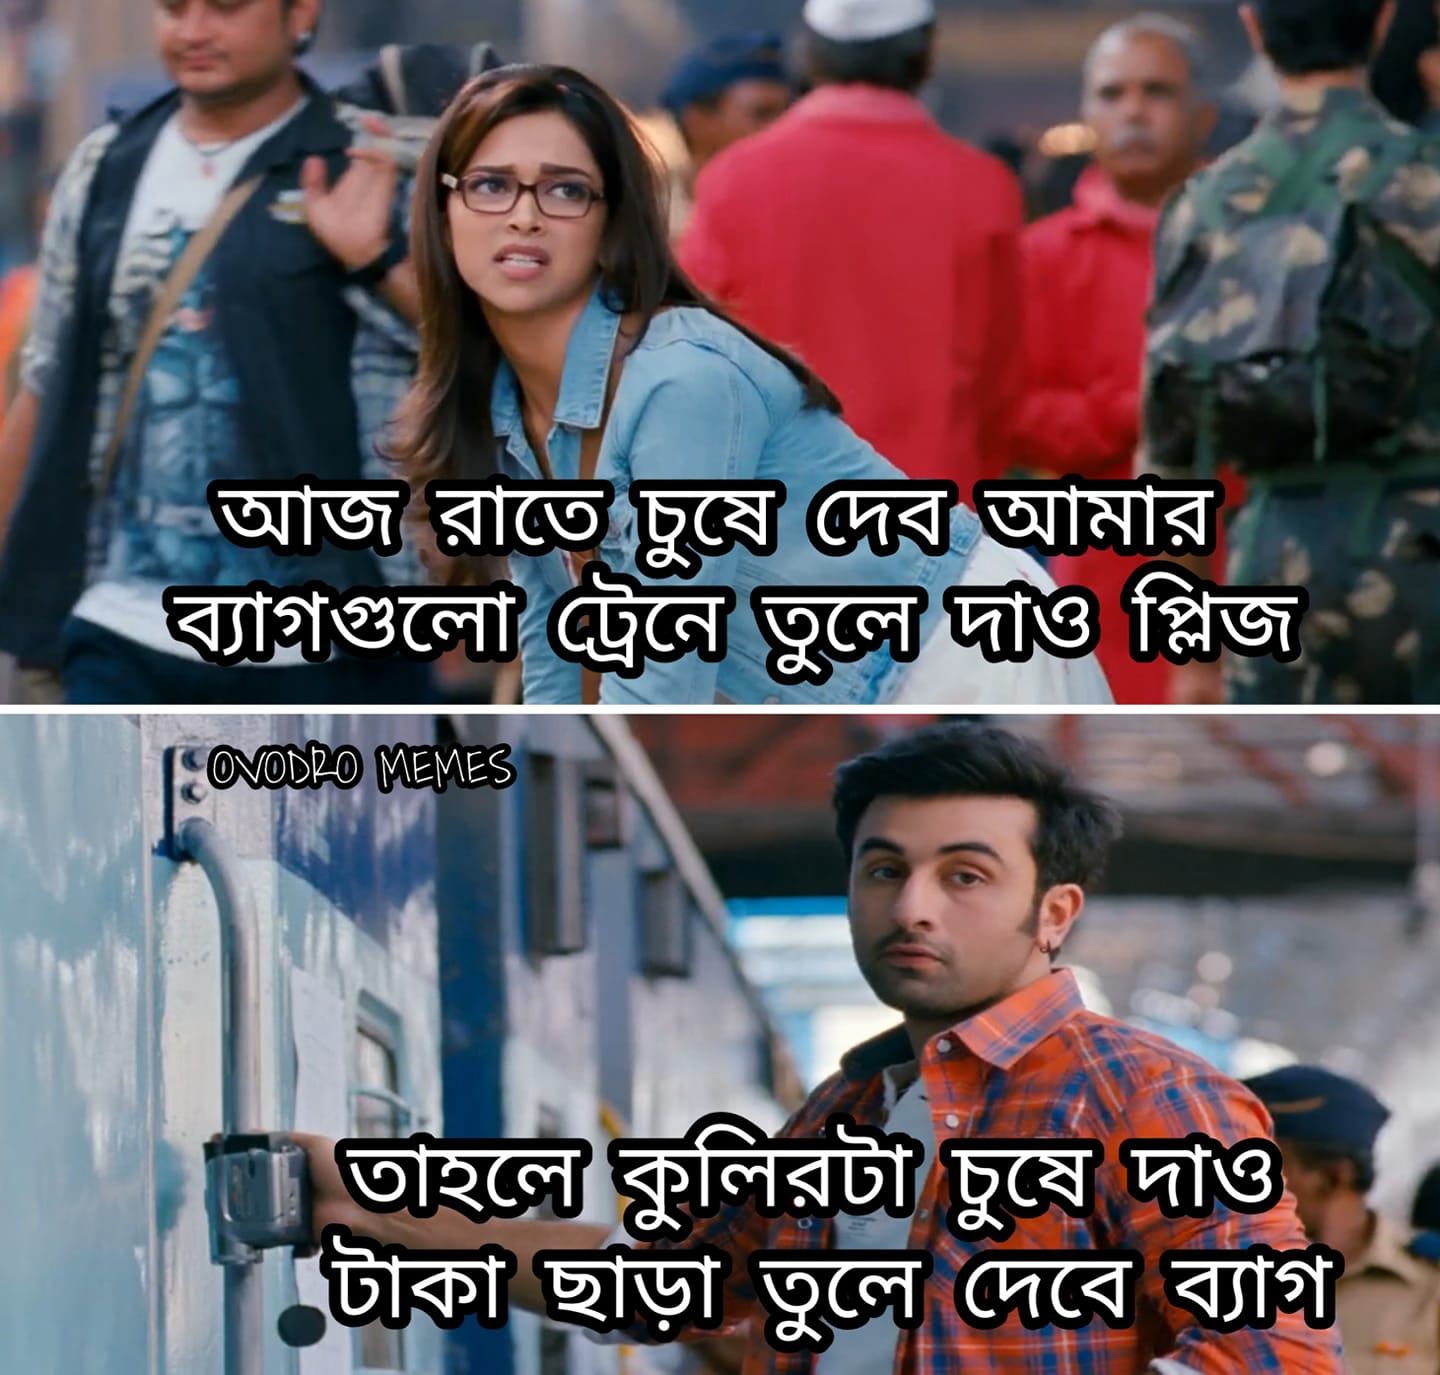 আজ রাতে চুষে দেব আমার
ব্যাগগুলো ট্রেনে তুলে দাও প্লিজ
OVODRO MEMES
তাহলে কুলিরটা চুষে দাও
টাকা ছাড়া তুলে দেবে ব্যাগ